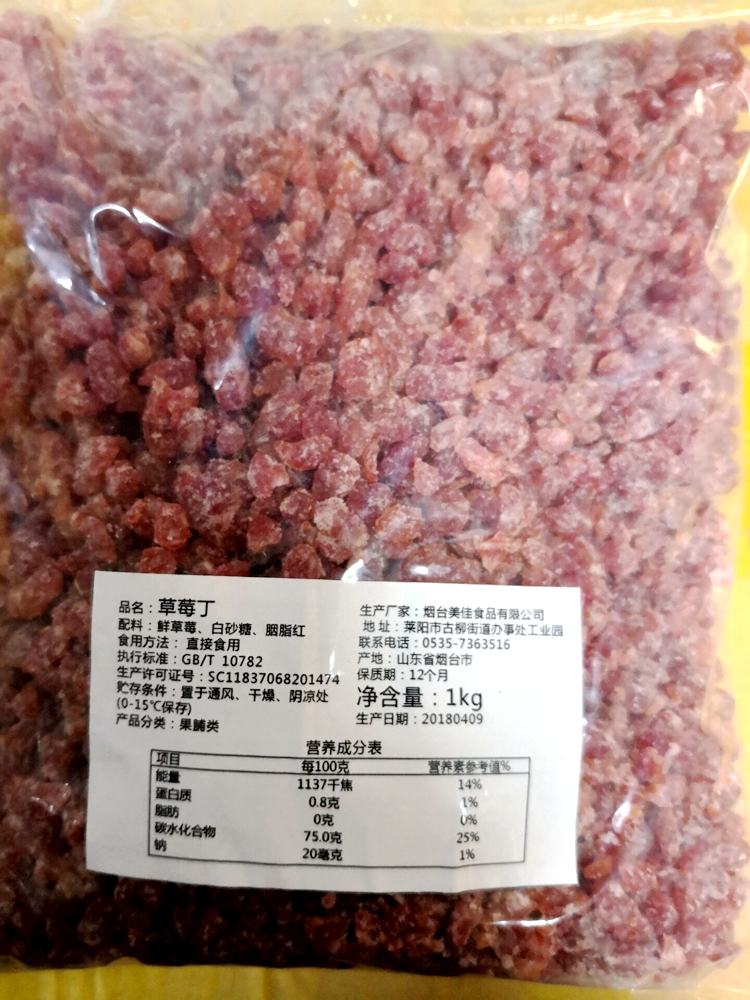 品名：草莓丁
配料：鲜草莓、白砂糖、胭脂红
食用方法：直接食用
执行标准：GB/T 10782
生产许可证号：SC11837068201474
贮存条件：置于通风、干燥、阴凉处
(0-15℃保存)
产品分类：果脯类
生产厂家：烟台美佳食品有限公司
地址：莱阳市古柳街道办事处工业园
联系电话：0535-7363516
产地：山东省烟台市
保质期：12个月
净含量：1kg
生产日期：20180409
营养成分表
项目 每100克 营养素参考值%
能量 1137千焦 14%
蛋白质 0.8克 1%
脂肪 0克 0%
碳水化合物 75.0克 25%
钠 20毫克 1%